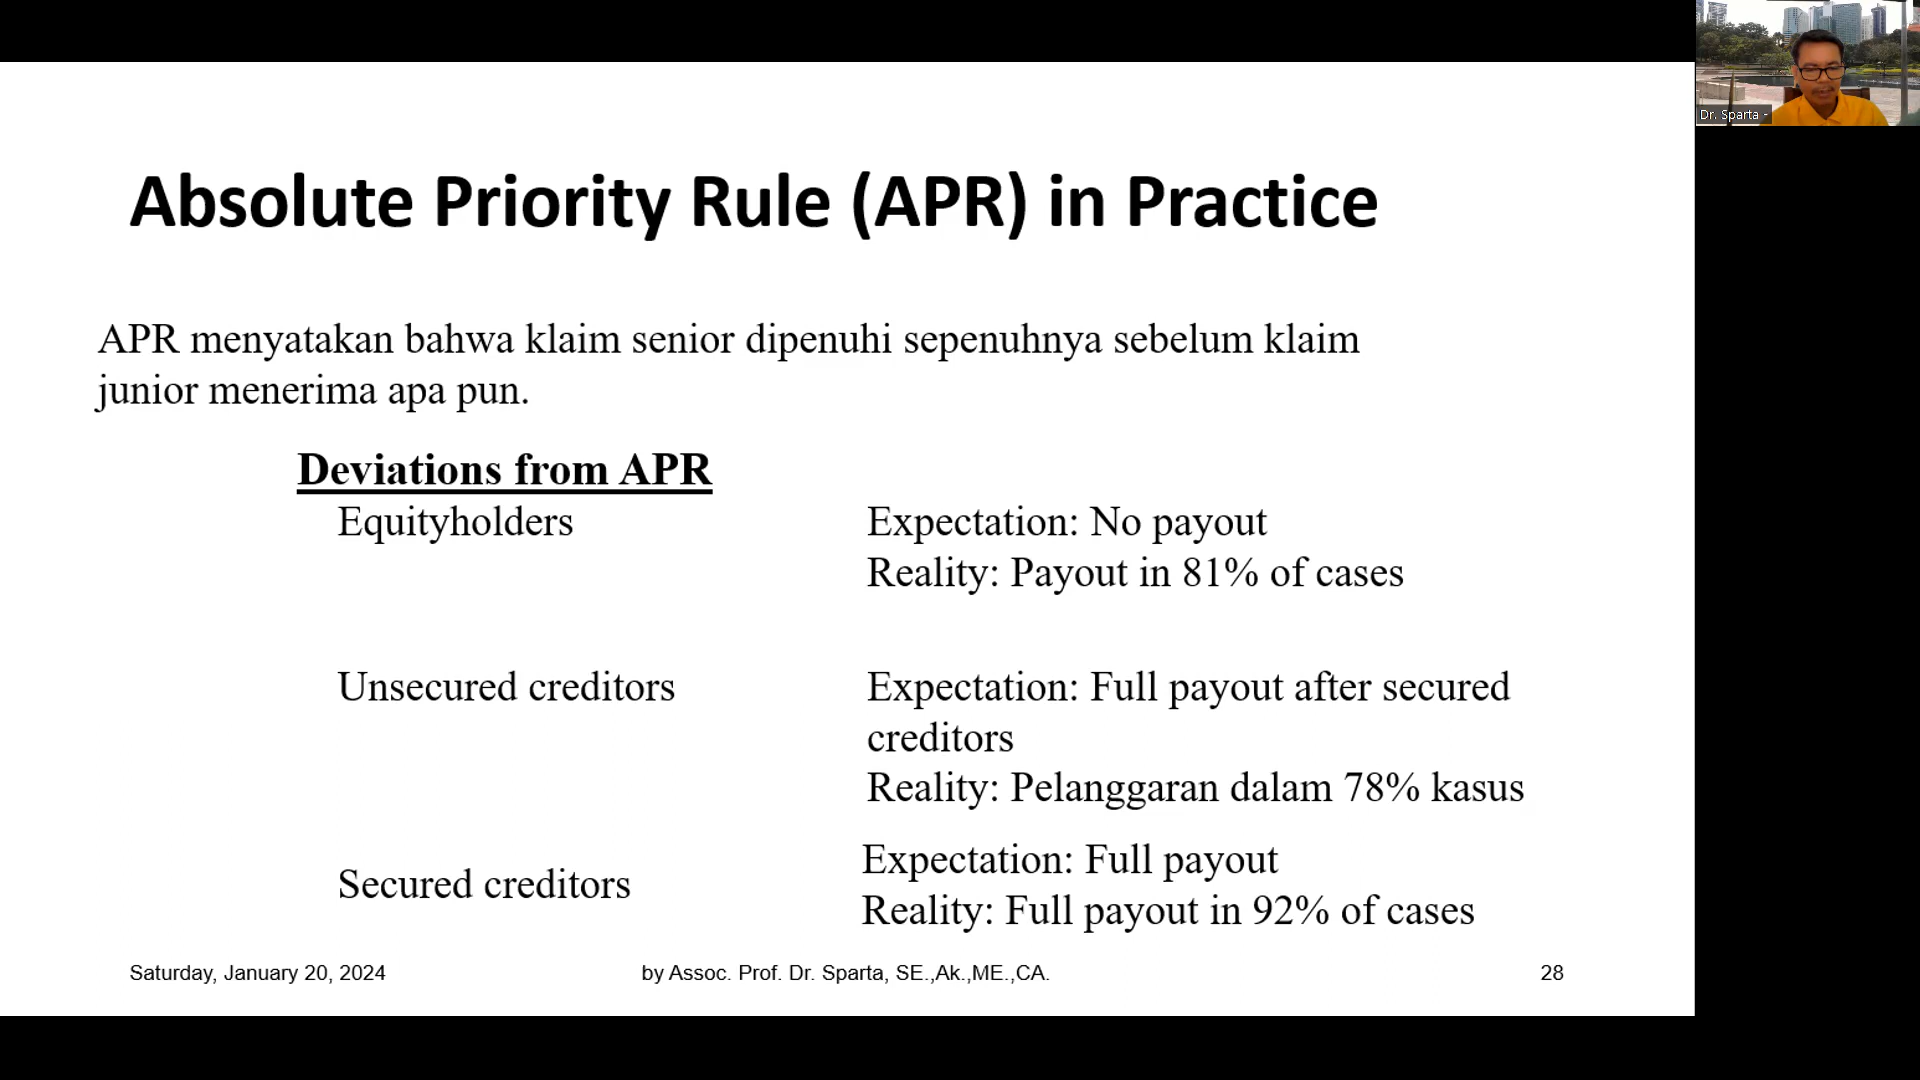 Dr. Sparta -
Absolute Priority Rule (APR) in Practice
APR menyatakan bahwa klaim senior dipenuhi sepenuhnya sebelum klaim
junior menerima apa pun.
Deviations from APR
Equityholders
Expectation: No payout
Reality: Payout in 81% of cases
Unsecured creditors
Expectation: Full payout after secured
creditors
Reality: Pelanggaran dalam 78% kasus
Secured creditors
Expectation: Full payout
Reality: Full payout in 92% of cases
Saturday, January 20, 2024
by Assoc. Prof. Dr. Sparta, SE.,Ak.,ME.,CA.
28